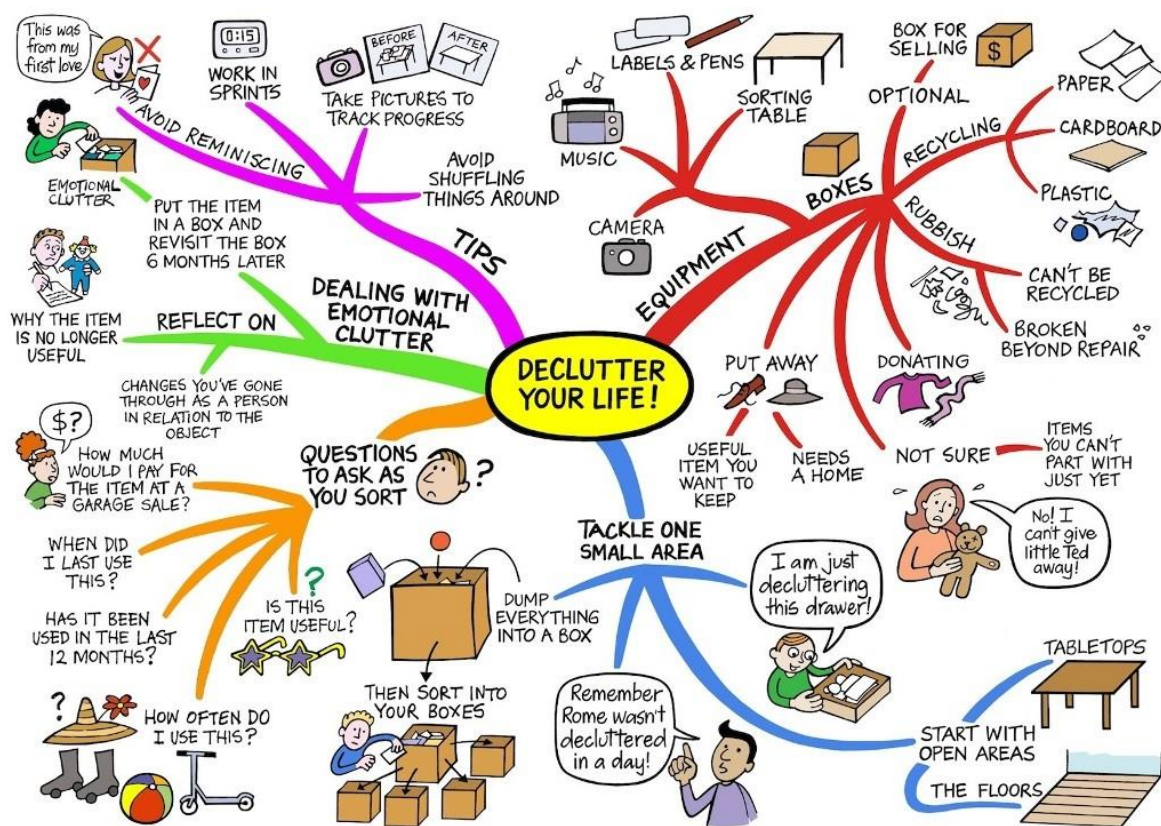 DECLUTTER
YOUR LIFE!
TIPS
AVOID REMINISCING
This was
from my
first love
WORK IN
SPRINTS
0:15
TAKE PICTURES TO
TRACK PROGRESS
BEFORE
AFTER
AVOID
SHUFFLING
THINGS AROUND
DEALING WITH
EMOTIONAL
CLUTTER
EMOTIONAL
CLUTTER
PUT THE ITEM
IN A BOX AND
REVISIT THE BOX
6 MONTHS LATER
REFLECT ON
WHY THE ITEM
IS NO LONGER
USEFUL
CHANGES YOU'VE GONE
THROUGH AS A PERSON
IN RELATION TO THE
OBJECT
QUESTIONS
TO ASK AS
YOU SORT
?
$?
HOW MUCH
WOULD I PAY FOR
THE ITEM AT A
GARAGE SALE?
WHEN DID
I LAST USE
THIS?
HAS IT BEEN
USED IN THE LAST
12 MONTHS?
?
HOW OFTEN DO
I USE THIS?
?
IS THIS
ITEM USEFUL?
EQUIPMENT
LABELS & PENS
SORTING
TABLE
MUSIC
CAMERA
BOXES
OPTIONAL
BOX FOR
SELLING
$
RECYCLING
PAPER
CARDBOARD
PLASTIC
RUBBISH
CAN'T BE
RECYCLED
BROKEN
BEYOND REPAIR
DONATING
NOT SURE
ITEMS
YOU CAN'T
PART WITH
JUST YET
No! I
can't give
little Ted
away!
PUT AWAY
USEFUL
ITEM YOU
WANT TO
KEEP
NEEDS
A HOME
TACKLE ONE
SMALL AREA
DUMP
EVERYTHING
INTO A BOX
THEN SORT INTO
YOUR BOXES
Remember
Rome wasn't
decluttered
in a day!
I am just
decluttering
this drawer!
START WITH
OPEN AREAS
TABLETOPS
THE FLOORS